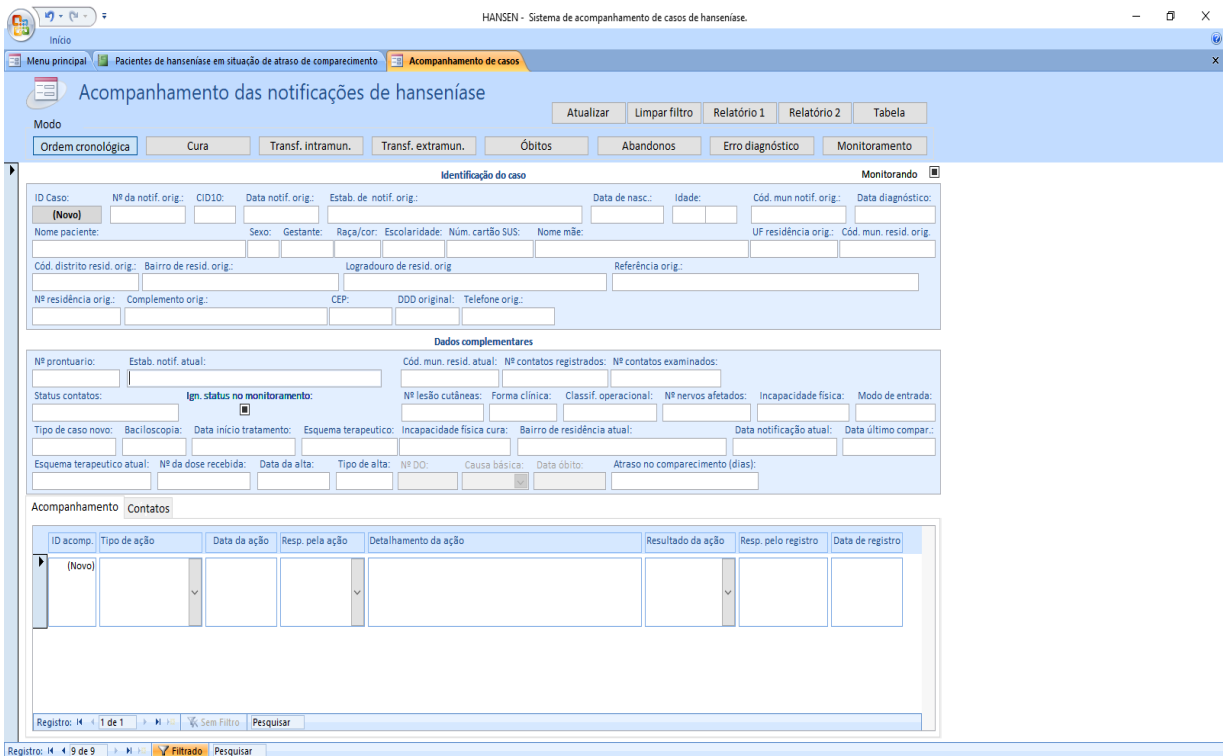 HANSEN - Sistema de acompanhamento de casos de hanseníase.
Início
Menu principal Pacientes de hanseníase em situação de atraso de comparecimento Acompanhamento de casos
Acompanhamento das notificações de hanseníase
Atualizar Limpar filtro Relatório 1 Relatório 2 Tabela
Modo
Ordem cronológica Cura Transf. intramun. Transf. extramun. Óbitos Abandonos Erro diagnóstico Monitoramento
Identificação do caso Monitorando
ID Caso: Nº da notif. orig.: CID10: Data notif. orig.: Estab. de notif. orig.: Data de nasc.: Idade: Cód. mun notif. orig.: Data diagnóstico:
(Novo)
Nome paciente: Sexo: Gestante: Raça/cor: Escolaridade: Núm. cartão SUS: Nome mãe: UF residência orig.: Cód. mun. resid. orig.
Cód. distrito resid. orig.: Bairro de resid. orig.: Logradouro de resid. orig Referência orig.:
Nº residência orig.: Complemento orig.: CEP: DDD original: Telefone orig.:
Dados complementares
Nº prontuario: Estab. notif. atual: Cód. mun. resid. atual: Nº contatos registrados: Nº contatos examinados:
Status contatos: Ign. status no monitoramento: Nº lesão cutâneas: Forma clínica: Classif. operacional: Nº nervos afetados: Incapacidade física: Modo de entrada:
Tipo de caso novo: Baciloscopia: Data início tratamento: Esquema terapeutico: Incapacidade física cura: Bairro de residência atual: Data notificação atual: Data último compar.:
Esquema terapeutico atual: Nº da dose recebida: Data da alta: Tipo de alta: Nº DO: Causa básica: Data óbito: Atraso no comparecimento (dias):
Acompanhamento Contatos
ID acomp. Tipo de ação Data da ação Resp. pela ação Detalhamento da ação Resultado da ação Resp. pelo registro Data de registro
(Novo)
Registro: 1 de 1 Sem Filtro Pesquisar
Registro: 9 de 9 Filtrado Pesquisar